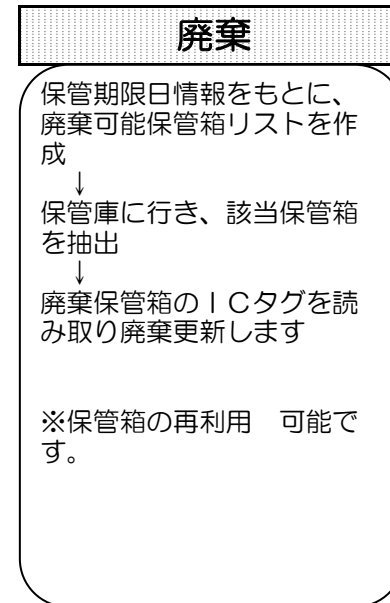 廃棄
保管期限日情報をもとに、
廃棄可能保管箱リストを作
成
↓
保管庫に行き、該当保管箱
を抽出
↓
廃棄保管箱のＩＣタグを読
み取り廃棄更新します
※保管箱の再利用　可能で
す。